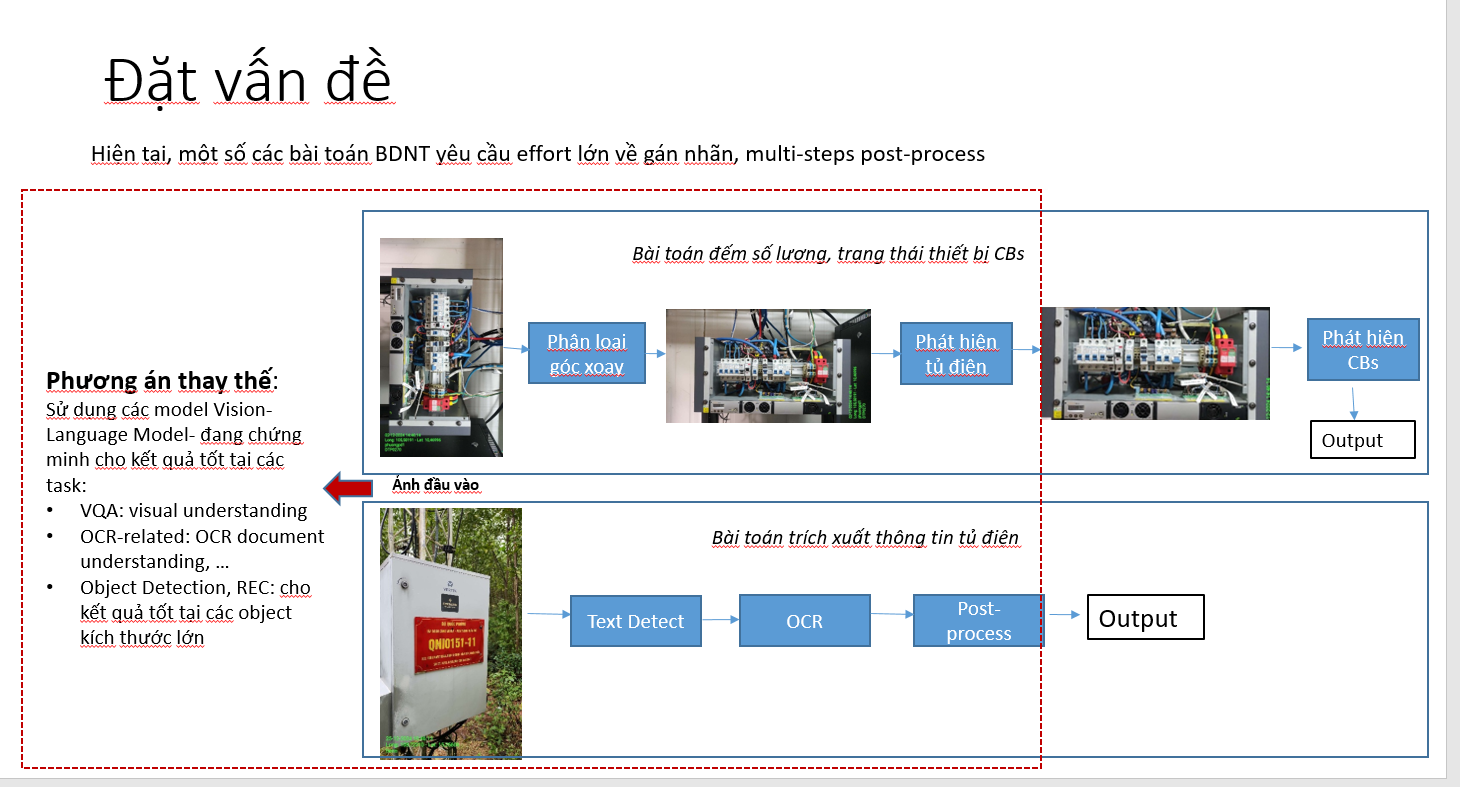 Đặt vấn đề
Hiện tại, một số các bài toán BDNT yêu cầu effort lớn về gán nhãn, multi-steps post-process
Phương án thay thế:
Sử dụng các model Vision-
Language Model- đang chứng
minh cho kết quả tốt tại các
task:
• VQA: visual understanding
• OCR-related: OCR document
understanding, ...
• Object Detection, REC: cho
kết quả tốt tại các object
kích thước lớn
Bài toán đếm số lượng, trạng thái thiết bị CBs
Phân loại
góc xoay
Phát hiện
tủ điện
Phát hiện
CBs
Output
Ảnh đầu vào
Bài toán trích xuất thông tin tủ điện
QNI0151-11
Text Detect
OCR
Post-
process
Output